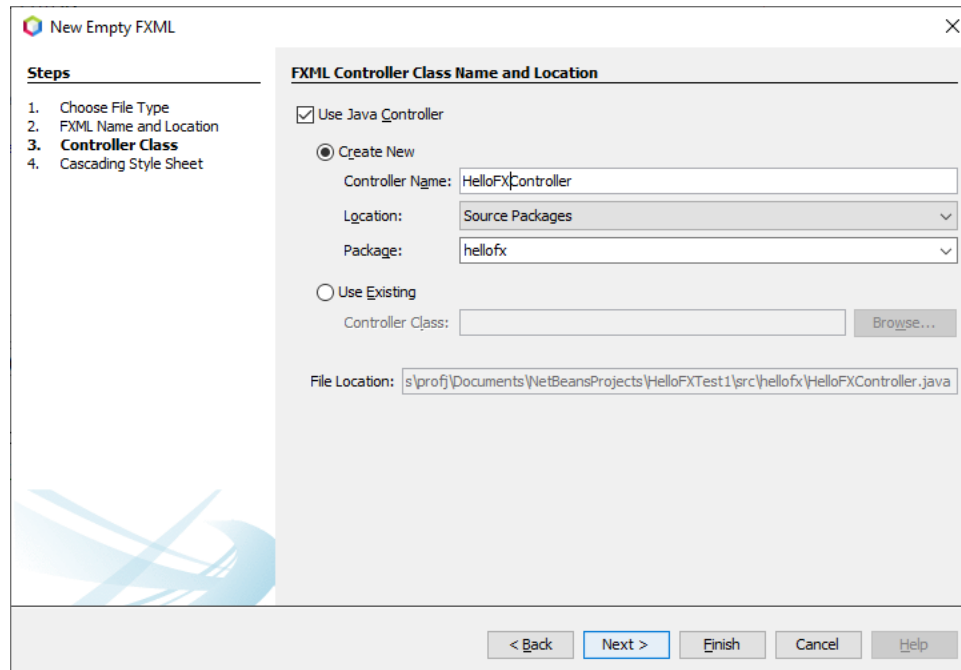 New Empty FXML
Steps
1. Choose File Type
2. FXML Name and Location
3. Controller Class
4. Cascading Style Sheet
FXML Controller Class Name and Location
Use Java Controller
Create New
Controller Name: HelloFXController
Location: Source Packages
Package: hellofx
Use Existing
Controller Class: Browse...
File Location: s\profj\Documents\NetBeansProjects\HelloFXTest1\src\hellofx\HelloFXController.java
< Back Next > Finish Cancel Help